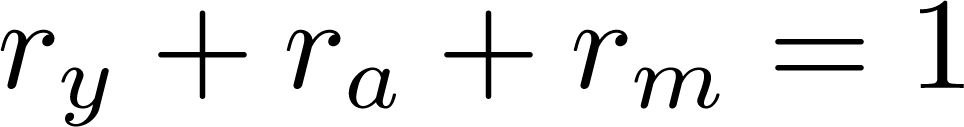 r_y + r_a + r_m = 1